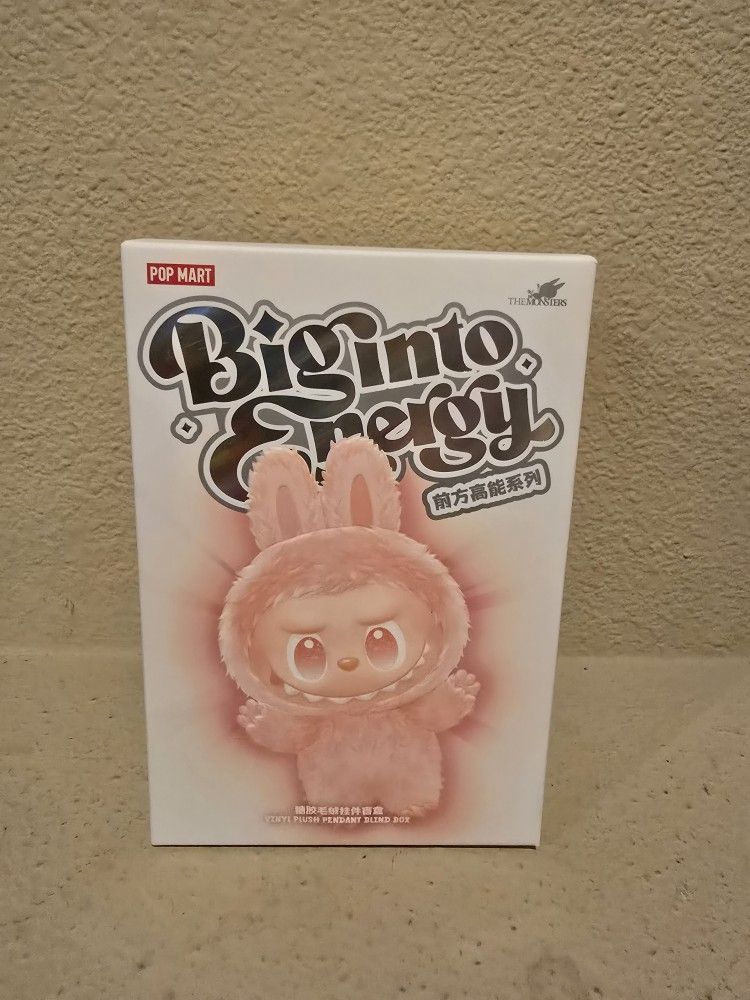 POP MART
THE MONSTERS
Big into
Energy
前方高能系列
搪胶毛绒挂件盲盒
VINYL PLUSH PENDANT BLIND BOX